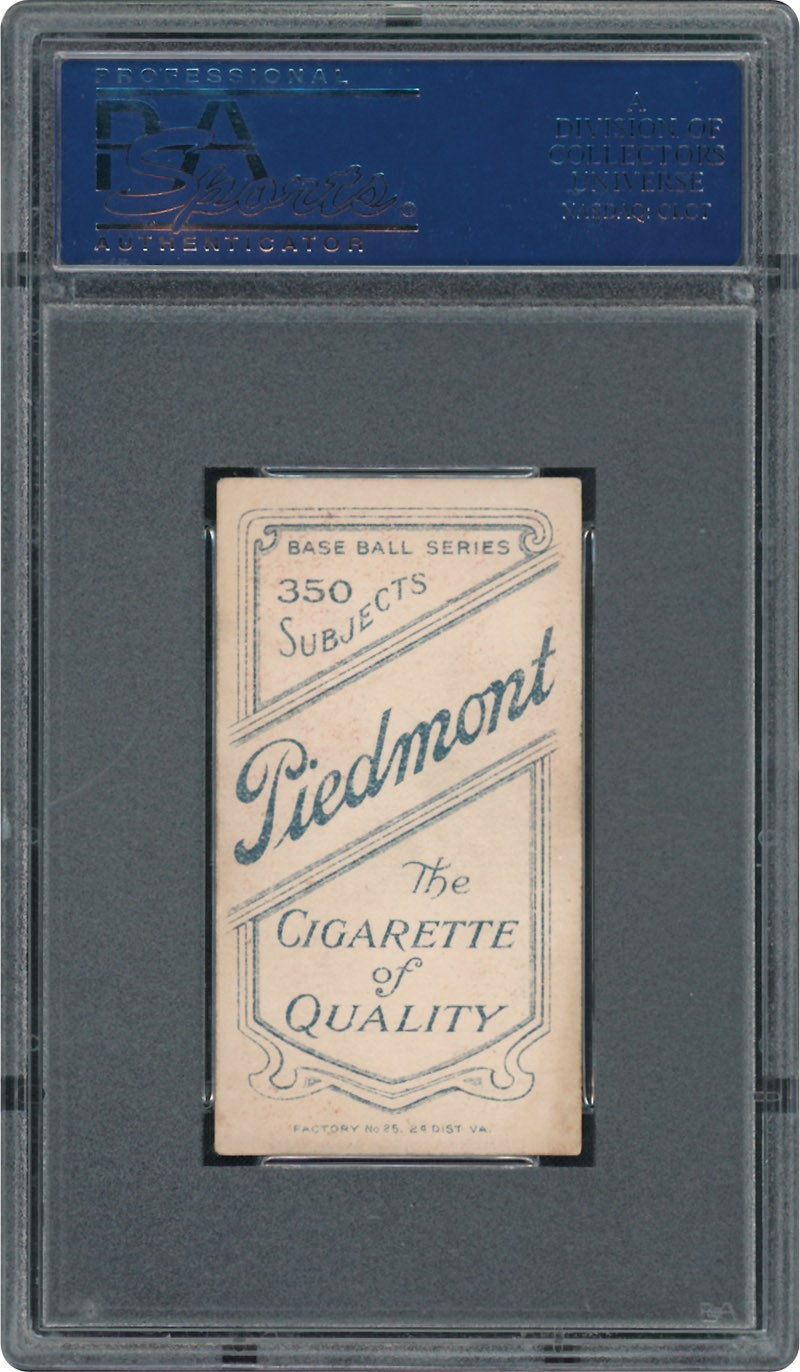 PROFESSIONAL
PSA
Sports®
AUTHENTICATOR
A
DIVISION OF
COLLECTORS
UNIVERSE
NASDAQ: CLCT
BASE BALL SERIES
350
SUBJECTS
Piedmont
The
CIGARETTE
of
QUALITY
FACTORY No 25. 2d DIST. VA.
PSA